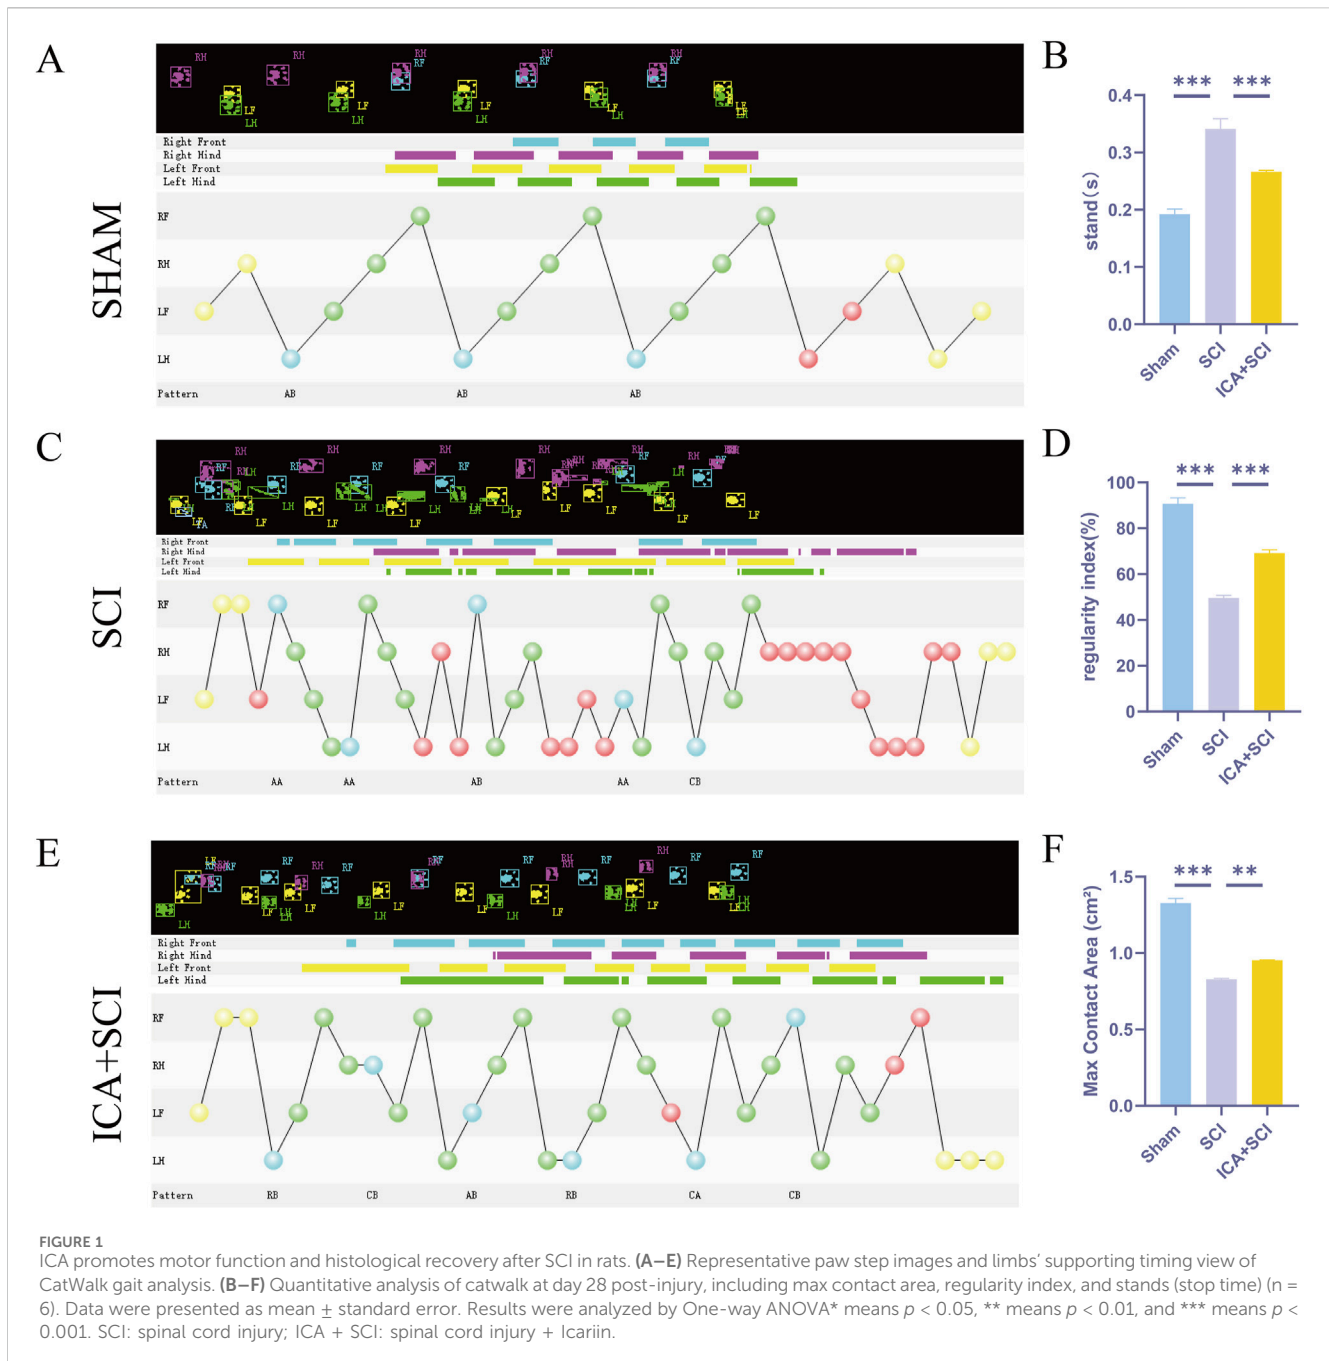 A
SHAM
RH RH RH RF RH RF RH RF
LF LH LF LH LF LH LF LH LF LH
Right Front
Right Hind
Left Front
Left Hind
RF
RH
LF
LH
Pattern AB AB AB
B
*** ***
stand(s)
0.4
0.3
0.2
0.1
0.0
Sham SCI ICA+SCI
C
SCI
Right Front
Right Hind
Left Front
Left Hind
RF
RH
LF
LH
Pattern AA AA AB AA CB
D
*** ***
regularity index(%)
100
80
60
40
20
0
Sham SCI ICA+SCI
E
ICA+SCI
Right Front
Right Hind
Left Front
Left Hind
RF
RH
LF
LH
Pattern RB CB AB RB CA CB
F
*** **
Max Contact Area (cm²)
1.5
1.0
0.5
0.0
Sham SCI ICA+SCI
FIGURE 1
ICA promotes motor function and histological recovery after SCI in rats. (A–E) Representative paw step images and limbs' supporting timing view of
CatWalk gait analysis. (B–F) Quantitative analysis of catwalk at day 28 post-injury, including max contact area, regularity index, and stands (stop time) (n =
6). Data were presented as mean ± standard error. Results were analyzed by One-way ANOVA* means p < 0.05, ** means p < 0.01, and *** means p <
0.001. SCI: spinal cord injury; ICA + SCI: spinal cord injury + Icariin.